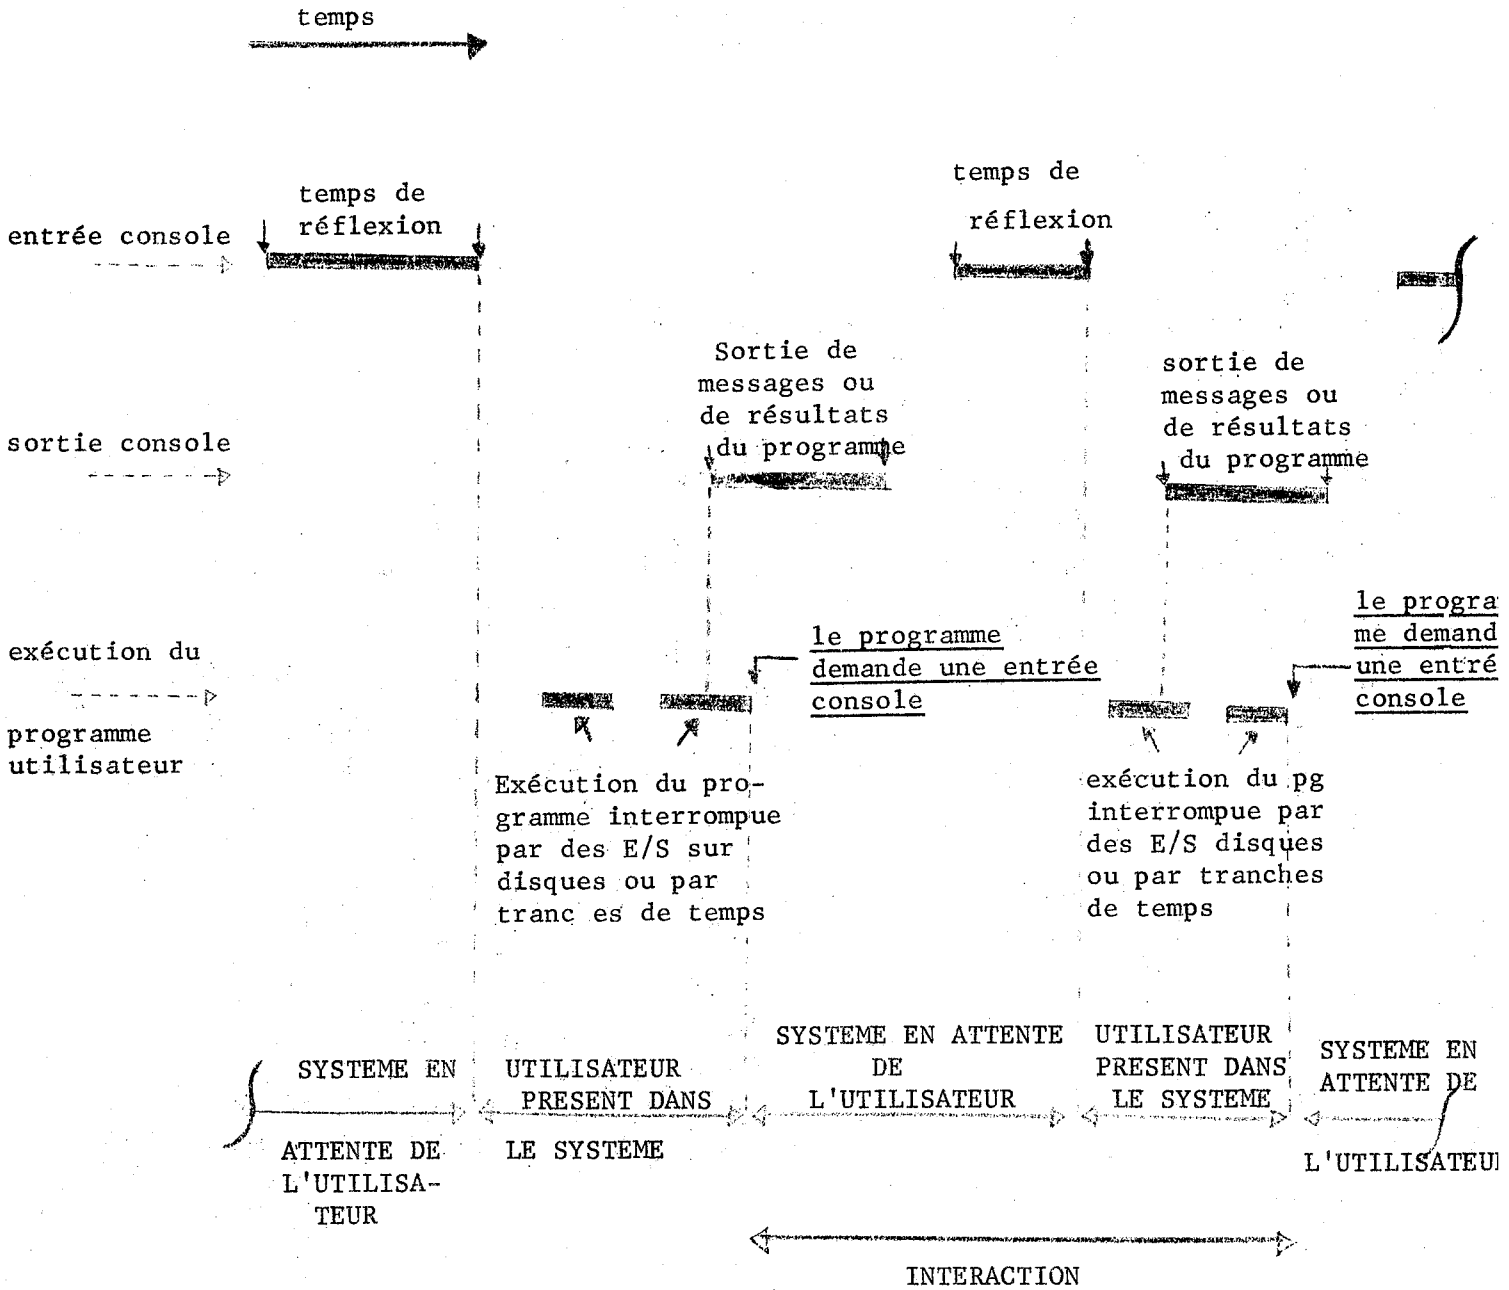 temps
temps de
réflexion
entrée console
temps de
réflexion
Sortie de
messages ou
de résultats
du programme
sortie de
messages ou
de résultats
du programme
sortie console
le programme
demande une entrée
console
le progra
me demand
une entré
console
exécution du
programme
utilisateur
Exécution du pro-
gramme interrompue
par des E/S sur
disques ou par
tranc es de temps
exécution du pg
interrompue par
des E/S disques
ou par tranches
de temps
SYSTEME EN
ATTENTE DE
L'UTILISA-
TEUR
UTILISATEUR
PRESENT DANS
LE SYSTEME
SYSTEME EN ATTENTE
DE
L'UTILISATEUR
UTILISATEUR
PRESENT DANS
LE SYSTEME
SYSTEME EN
ATTENTE DE
L'UTILISATEU
INTERACTION